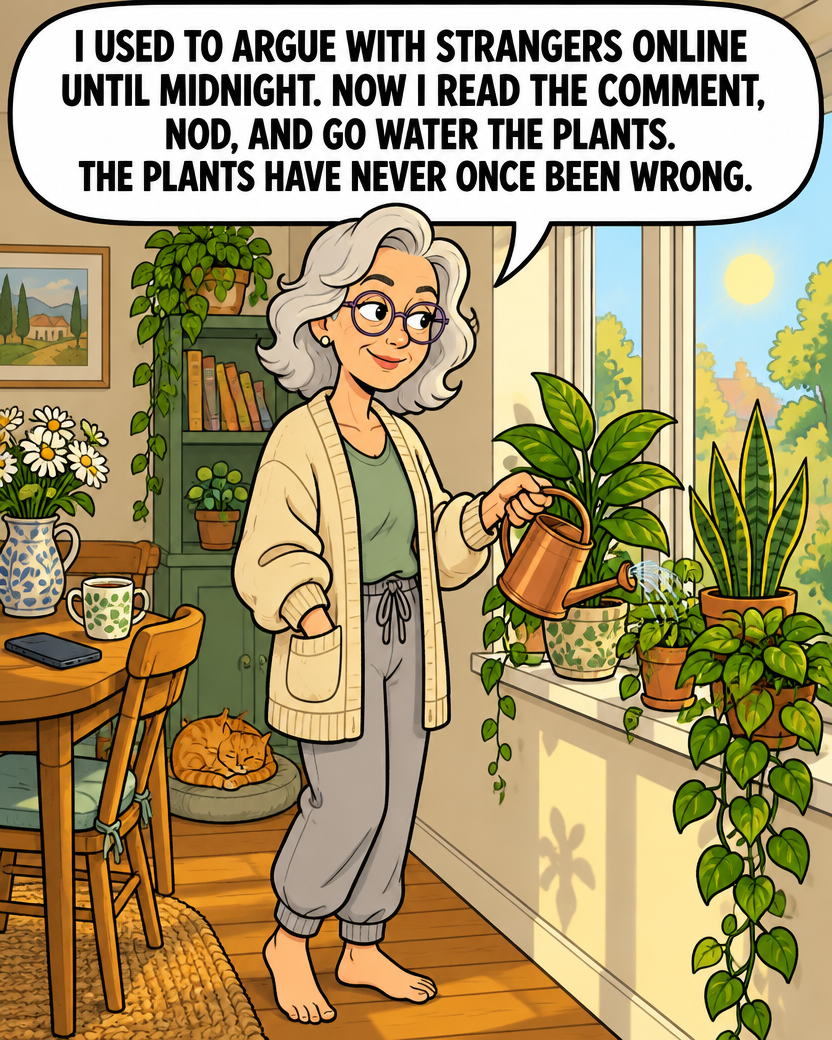 I USED TO ARGUE WITH STRANGERS ONLINE
UNTIL MIDNIGHT. NOW I READ THE COMMENT,
NOD, AND GO WATER THE PLANTS.
THE PLANTS HAVE NEVER ONCE BEEN WRONG.